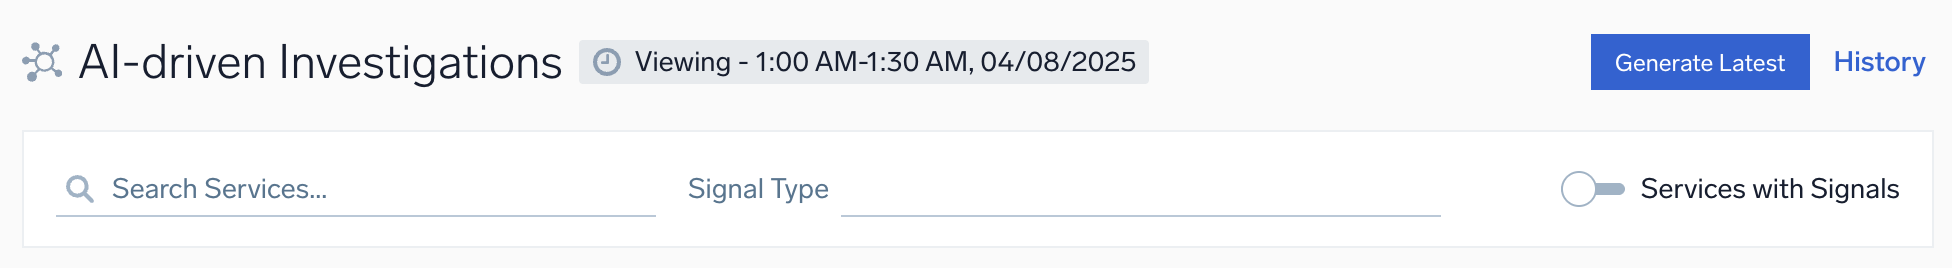 AI-driven Investigations
Viewing - 1:00 AM-1:30 AM, 04/08/2025
Generate Latest
History
Search Services...
Signal Type
Services with Signals